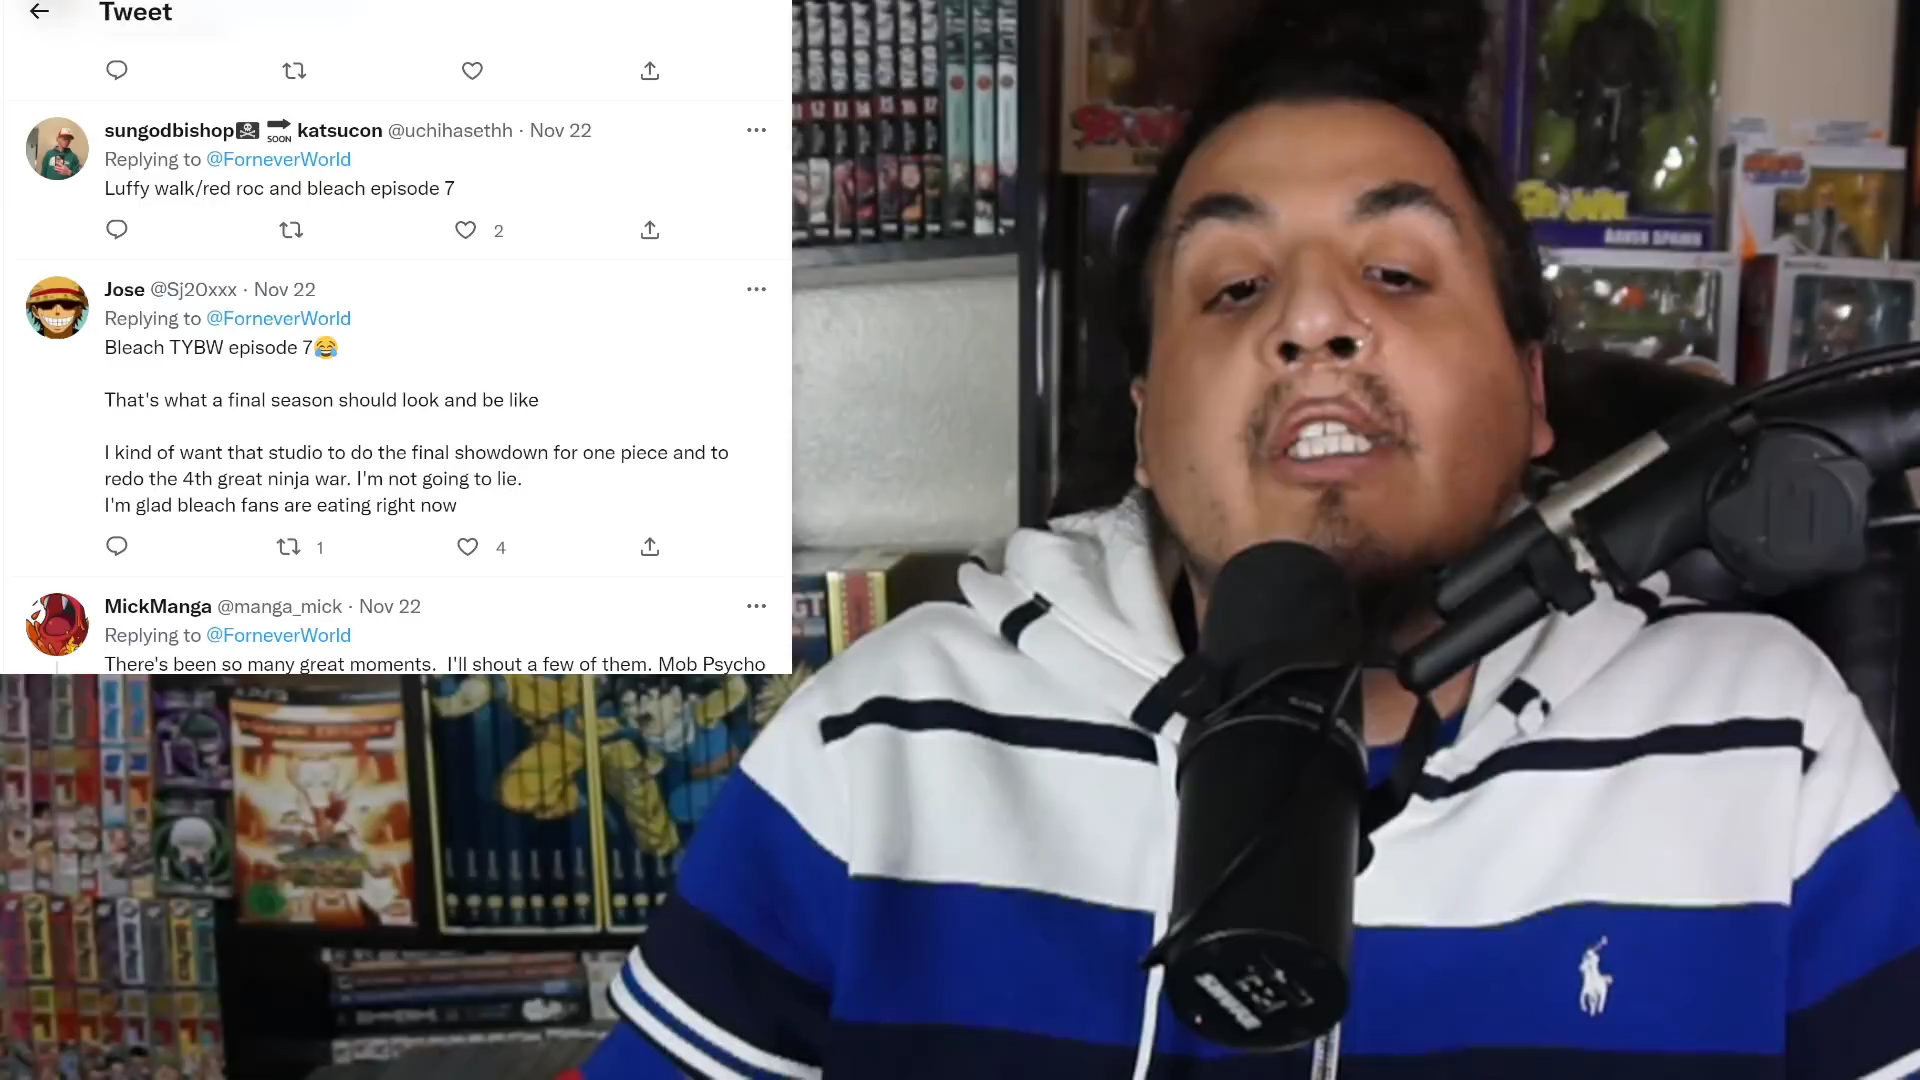 Tweet
sungodbishop SOON katsucon @uchihasethh · Nov 22
Replying to @ForneverWorld
Luffy walk/red roc and bleach episode 7
2
Jose @Sj20xxx · Nov 22
Replying to @ForneverWorld
Bleach TYBW episode 7😂
That's what a final season should look and be like
I kind of want that studio to do the final showdown for one piece and to
redo the 4th great ninja war. I'm not going to lie.
I'm glad bleach fans are eating right now
1 4
MickManga @manga_mick · Nov 22
Replying to @ForneverWorld
There's been so many great moments. I'll shout a few of them. Mob Psycho
SPAWN
RAVEN SPAWN